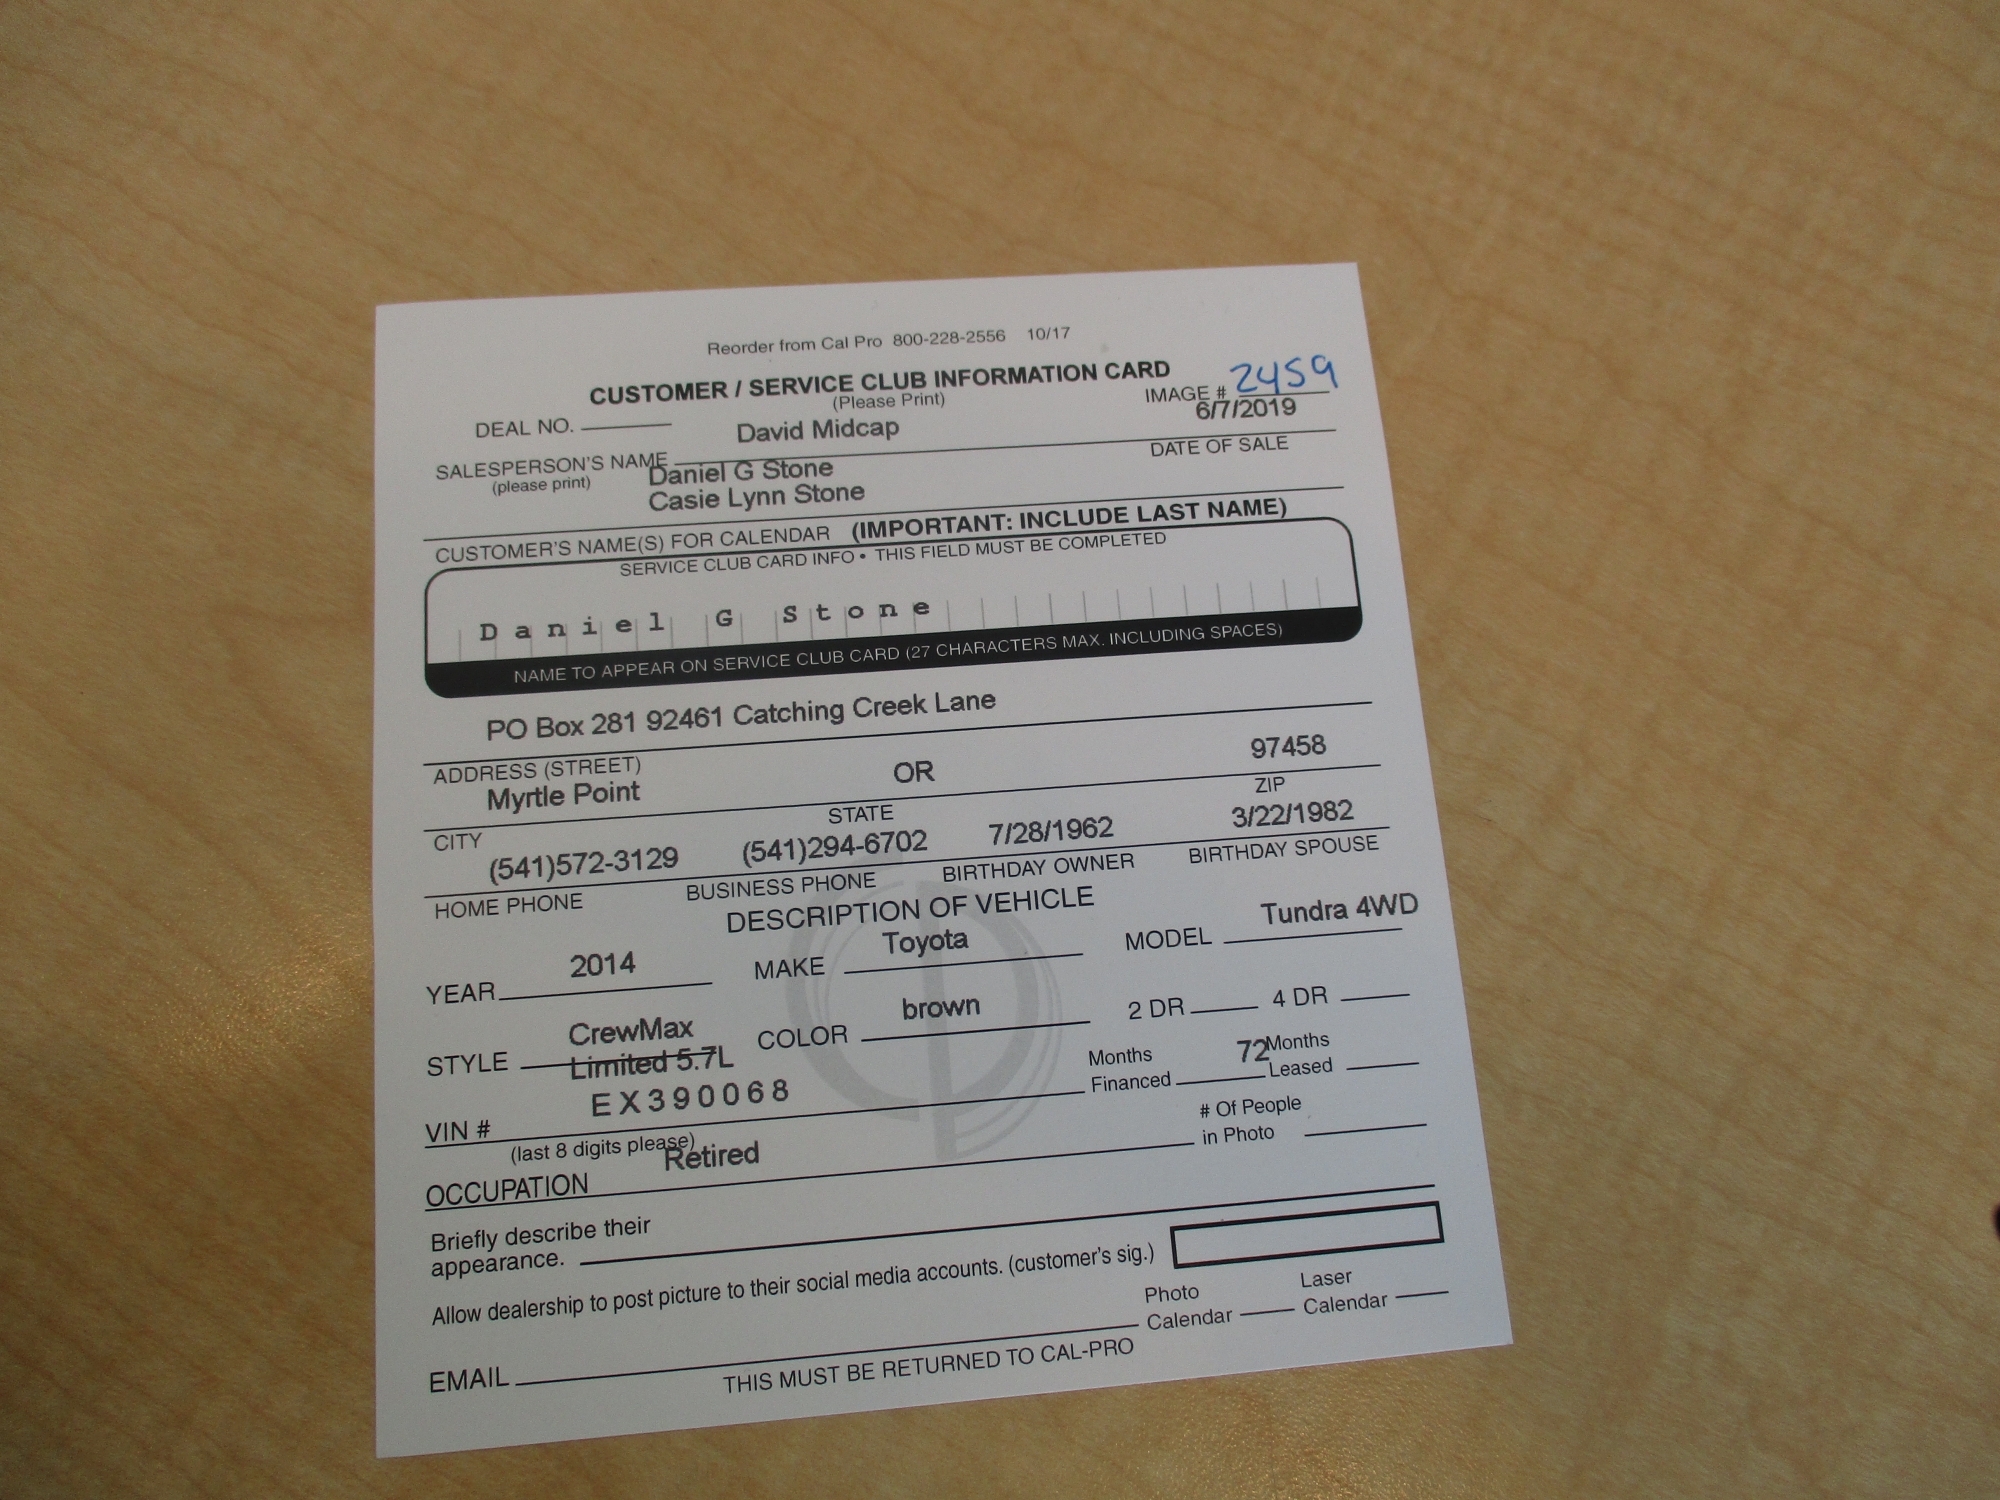 Reorder from Cal Pro 800-228-2556 10/17
CUSTOMER / SERVICE CLUB INFORMATION CARD
(Please Print)
IMAGE # 2459
DEAL NO.
David Midcap
6/7/2019
SALESPERSON'S NAME
(please print)
DATE OF SALE
Daniel G Stone
Casie Lynn Stone
CUSTOMER'S NAME(S) FOR CALENDAR (IMPORTANT: INCLUDE LAST NAME)
SERVICE CLUB CARD INFO • THIS FIELD MUST BE COMPLETED
Daniel G Stone
NAME TO APPEAR ON SERVICE CLUB CARD (27 CHARACTERS MAX. INCLUDING SPACES)
PO Box 281 92461 Catching Creek Lane
ADDRESS (STREET)
Myrtle Point OR 97458
CITY STATE ZIP
(541)572-3129 (541)294-6702 7/28/1962 3/22/1982
HOME PHONE BUSINESS PHONE BIRTHDAY OWNER BIRTHDAY SPOUSE
DESCRIPTION OF VEHICLE
YEAR 2014 MAKE Toyota MODEL Tundra 4WD
STYLE CrewMax COLOR brown 2 DR 4 DR
Limited 5.7L
Months Financed 72 Months Leased
VIN # EX390068
(last 8 digits please)
# Of People in Photo
OCCUPATION Retired
Briefly describe their
appearance.
Allow dealership to post picture to their social media accounts. (customer's sig.)
Photo Calendar Laser Calendar
EMAIL
THIS MUST BE RETURNED TO CAL-PRO